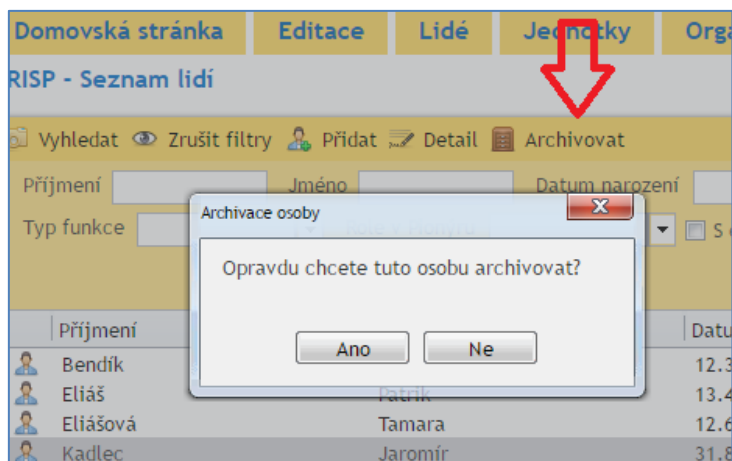 Domovská stránka Editace Lidé Jednotky Orga
RISP - Seznam lidí
Vyhledat Zrušit filtry Přidat Detail Archivovat
Příjmení Jméno Datum narození
Archivace osoby
Typ funkce S
Opravdu chcete tuto osobu archivovat?
Ano Ne
Příjmení Datu
Bendík 12.3
Eliáš Patrik 13.4
Eliášová Tamara 12.6
Kadlec Jaromír 31.8